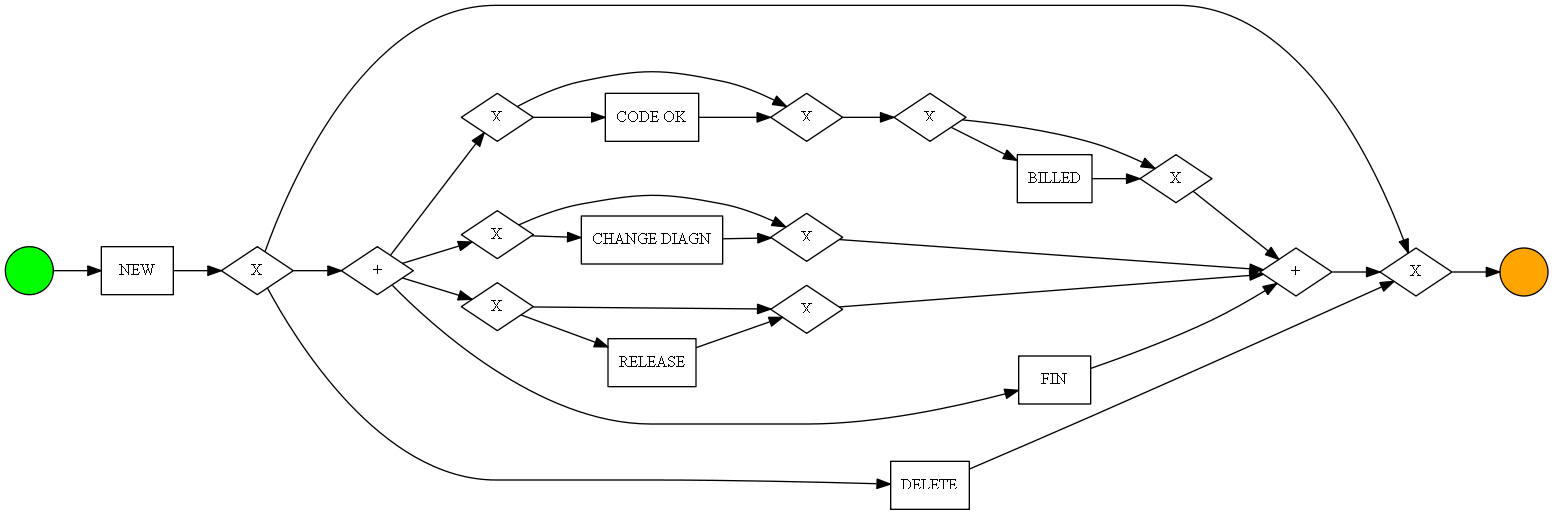 X
CODE OK
X
X
BILLED
X
X
CHANGE DIAGN
X
NEW
X
+
+
X
X
RELEASE
X
FIN
DELETE